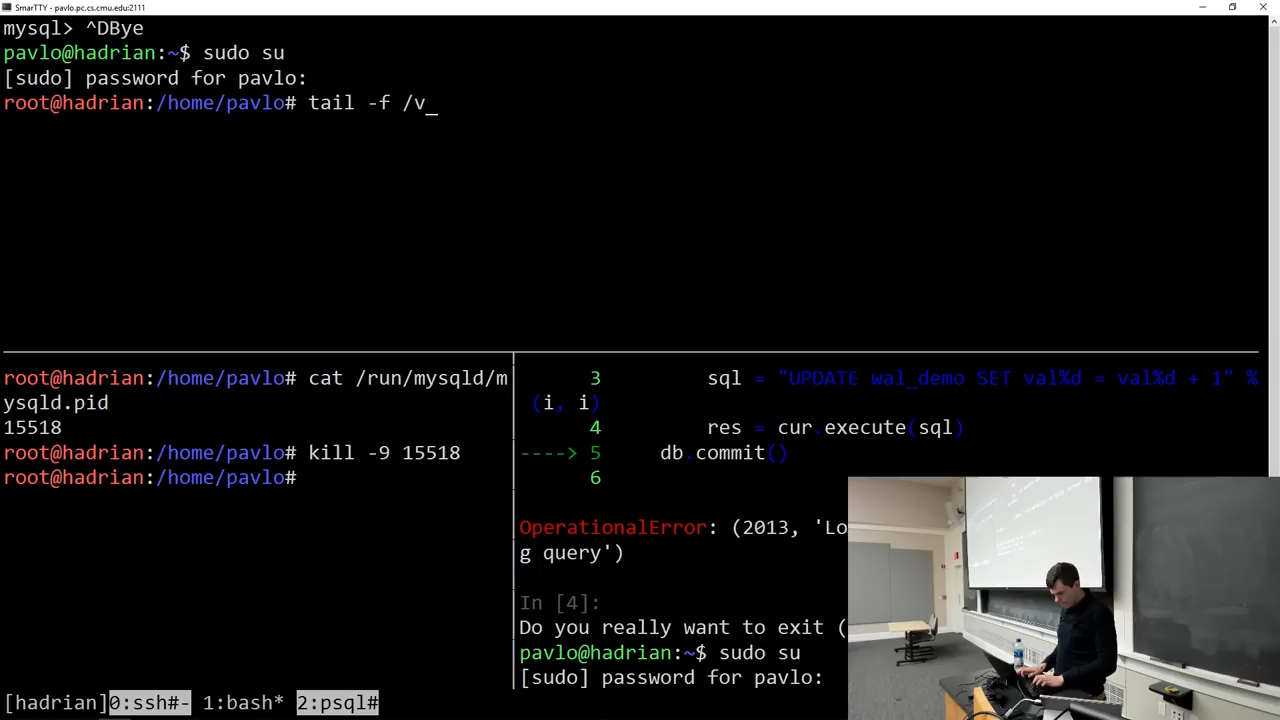 SmarTTY - pavlo.pc.cs.cmu.edu:2111
mysql> ^DBye
pavlo@hadrian:~$ sudo su
[sudo] password for pavlo:
root@hadrian:/home/pavlo# tail -f /v_
root@hadrian:/home/pavlo# cat /run/mysqld/m
ysqld.pid
15518
root@hadrian:/home/pavlo# kill -9 15518
root@hadrian:/home/pavlo#
3 sql = "UPDATE wal_demo SET val%d = val%d + 1" %
(i, i)
4 res = cur.execute(sql)
----> 5 db.commit()
6
OperationalError: (2013, 'Lo
g query')
In [4]:
Do you really want to exit (
pavlo@hadrian:~$ sudo su
[sudo] password for pavlo:
[hadrian]0:ssh#- 1:bash* 2:psql#